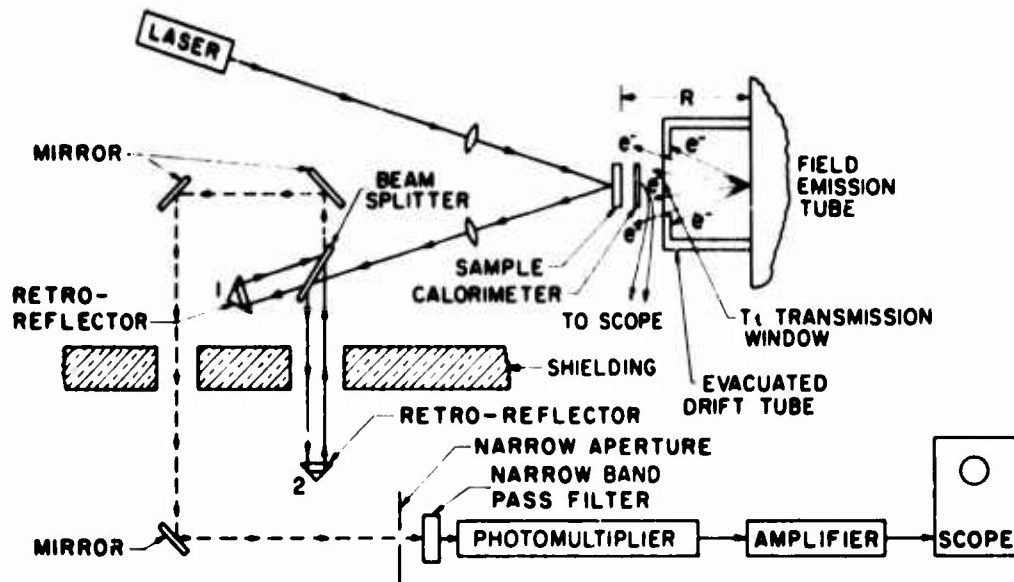 LASER
R
MIRROR
BEAM
SPLITTER
e⁻
e⁻
e⁻
e⁻
e⁻
FIELD
EMISSION
TUBE
SAMPLE
CALORIMETER
1
RETRO-
REFLECTOR
TO SCOPE
Tι TRANSMISSION
WINDOW
SHIELDING
EVACUATED
DRIFT TUBE
RETRO-REFLECTOR
2
NARROW APERTURE
NARROW BAND
PASS FILTER
MIRROR
PHOTOMULTIPLIER
AMPLIFIER
SCOPE